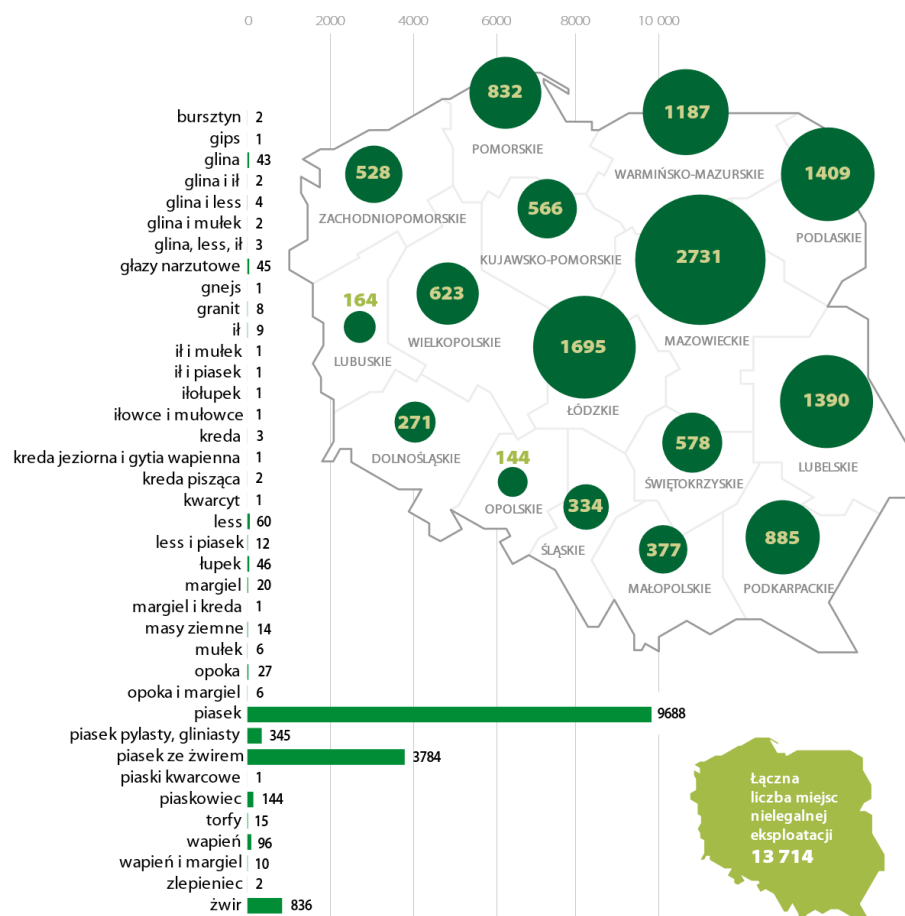 0 2000 4000 6000 8000 10 000
bursztyn 2
gips 1
glina 43
glina i ił 2
glina i less 4
glina i mułek 2
glina, less, ił 3
głazy narzutowe 45
gnejs 1
granit 8
ił 9
ił i mułek 1
ił i piasek 1
iłołupek 1
iłowce i mułowce 1
kreda 3
kreda jeziorna i gytia wapienna 1
kreda pisząca 2
kwarcyt 1
less 60
less i piasek 12
łupek 46
margiel 20
margiel i kreda 1
masy ziemne 14
mułek 6
opoka 27
opoka i margiel 6
piasek 9688
piasek pylasty, gliniasty 345
piasek ze żwirem 3784
piaski kwarcowe 1
piaskowiec 144
torfy 15
wapień 96
wapień i margiel 10
zlepieniec 2
żwir 836
832
POMORSKIE
1187
WARMIŃSKO-MAZURSKIE
1409
PODLASKIE
528
ZACHODNIOPOMORSKIE
566
KUJAWSKO-POMORSKIE
2731
MAZOWIECKIE
164
LUBUSKIE
623
WIELKOPOLSKIE
1695
ŁÓDZKIE
1390
LUBELSKIE
271
DOLNOŚLĄSKIE
144
OPOLSKIE
334
ŚLĄSKIE
578
ŚWIĘTOKRZYSKIE
377
MAŁOPOLSKIE
885
PODKARPACKIE
Łączna
liczba miejsc
nielegalnej
eksploatacji
13 714